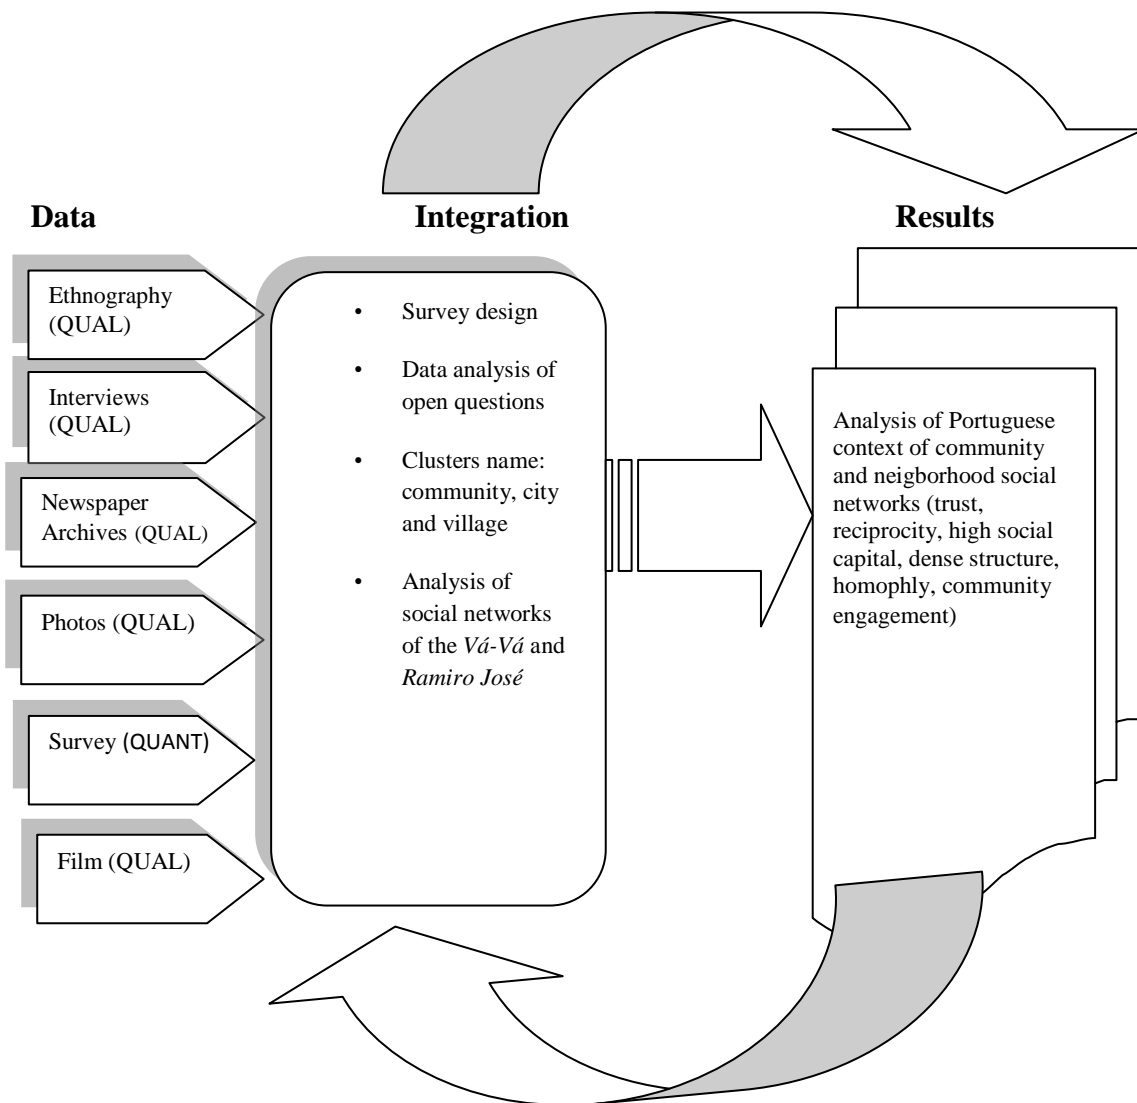 Data
Integration
Results
Ethnography
(QUAL)
Interviews
(QUAL)
Newspaper
Archives (QUAL)
Photos (QUAL)
Survey (QUANT)
Film (QUAL)
• Survey design
• Data analysis of
open questions
• Clusters name:
community, city
and village
• Analysis of
social networks
of the Vá-Vá and
Ramiro José
Analysis of Portuguese
context of community
and neigborhood social
networks (trust,
reciprocity, high social
capital, dense structure,
homophly, community
engagement)